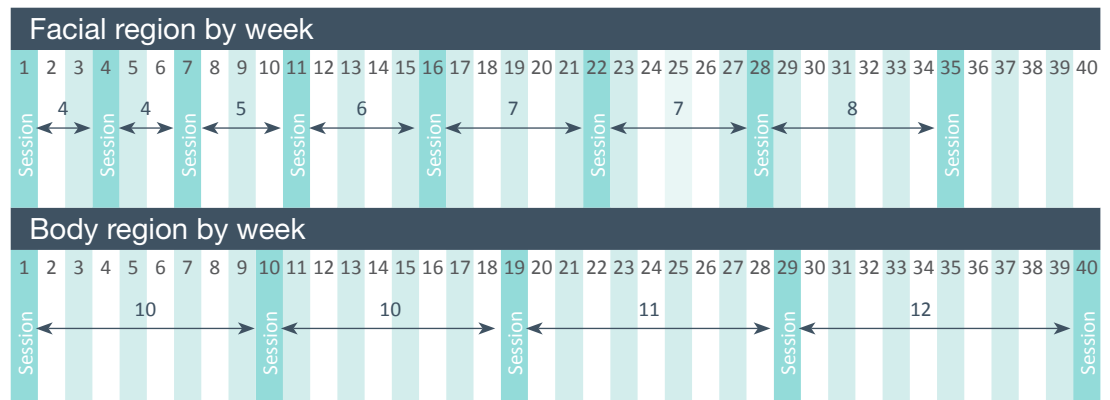 Facial region by week
1 2 3 4 5 6 7 8 9 10 11 12 13 14 15 16 17 18 19 20 21 22 23 24 25 26 27 28 29 30 31 32 33 34 35 36 37 38 39 40
4 4 5 6 7 7 8
Session Session Session Session Session Session Session Session
Body region by week
1 2 3 4 5 6 7 8 9 10 11 12 13 14 15 16 17 18 19 20 21 22 23 24 25 26 27 28 29 30 31 32 33 34 35 36 37 38 39 40
10 10 11 12
Session Session Session Session Session